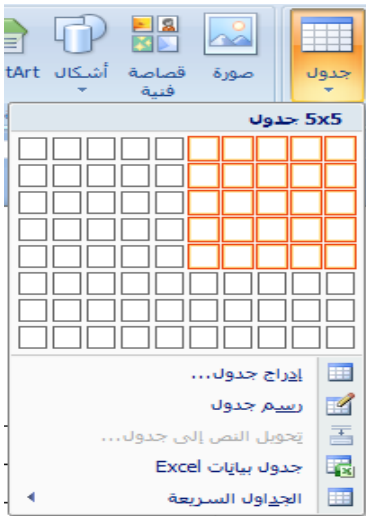 جدول
صورة
قصاصة
فنية
أشكال
tArt
5x5 جدول
إدراج جدول...
رسم جدول
تحويل النص إلى جدول...
جدول بيانات Excel
الجداول السريعة